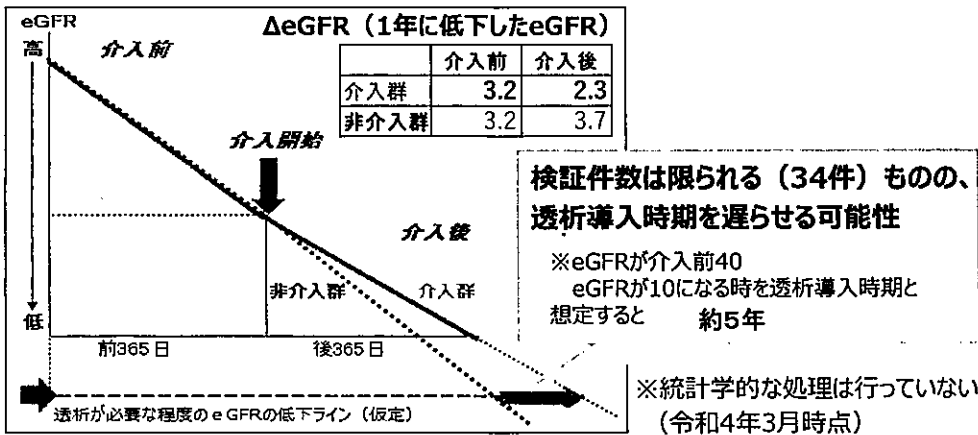 eGFR
高
介入前
ΔeGFR（1年に低下したeGFR）
介入前 介入後
介入群 3.2 2.3
非介入群 3.2 3.7
介入開始
検証件数は限られる（34件）ものの、
透析導入時期を遅らせる可能性
※eGFRが介入前40
eGFRが10になる時を透析導入時期と
想定すると 約5年
介入後
非介入群 介入群
低
前365日 後365日
透析が必要な程度のeGFRの低下ライン（仮定）
※統計学的な処理は行っていない
（令和4年3月時点）